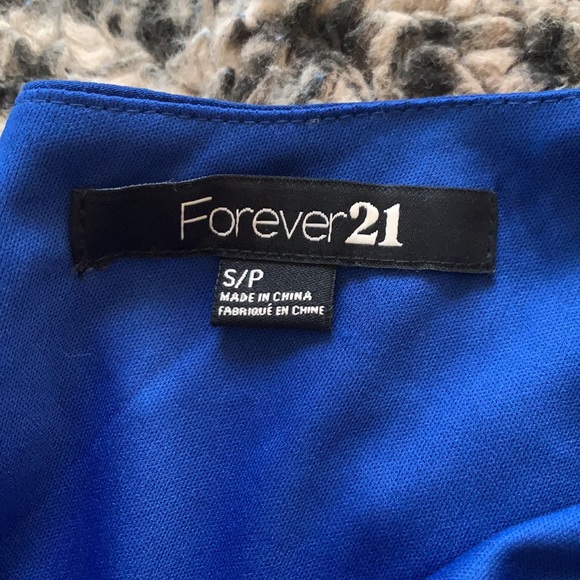 Forever21
S/P
MADE IN CHINA
FABRIQUÉ EN CHINE